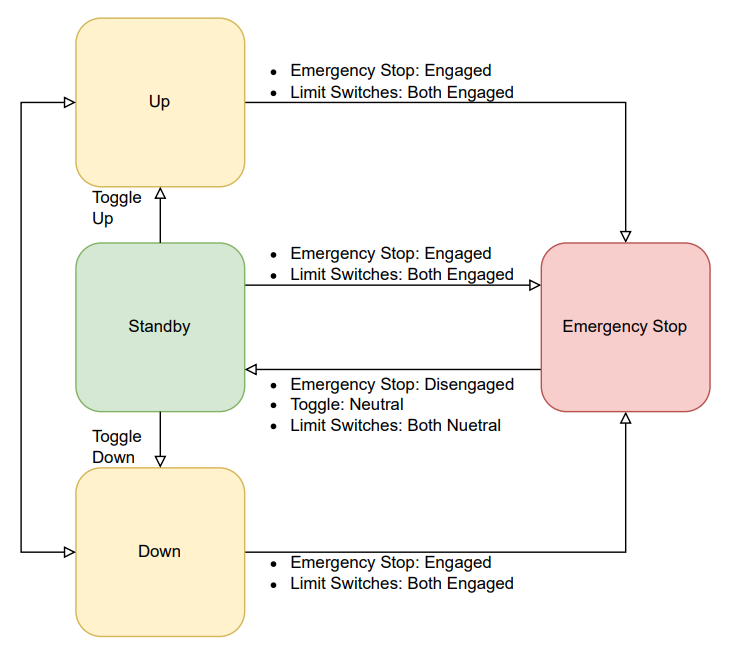 Up
• Emergency Stop: Engaged
• Limit Switches: Both Engaged
Toggle
Up
Standby
• Emergency Stop: Engaged
• Limit Switches: Both Engaged
Emergency Stop
• Emergency Stop: Disengaged
• Toggle: Neutral
• Limit Switches: Both Nuetral
Toggle
Down
Down
• Emergency Stop: Engaged
• Limit Switches: Both Engaged